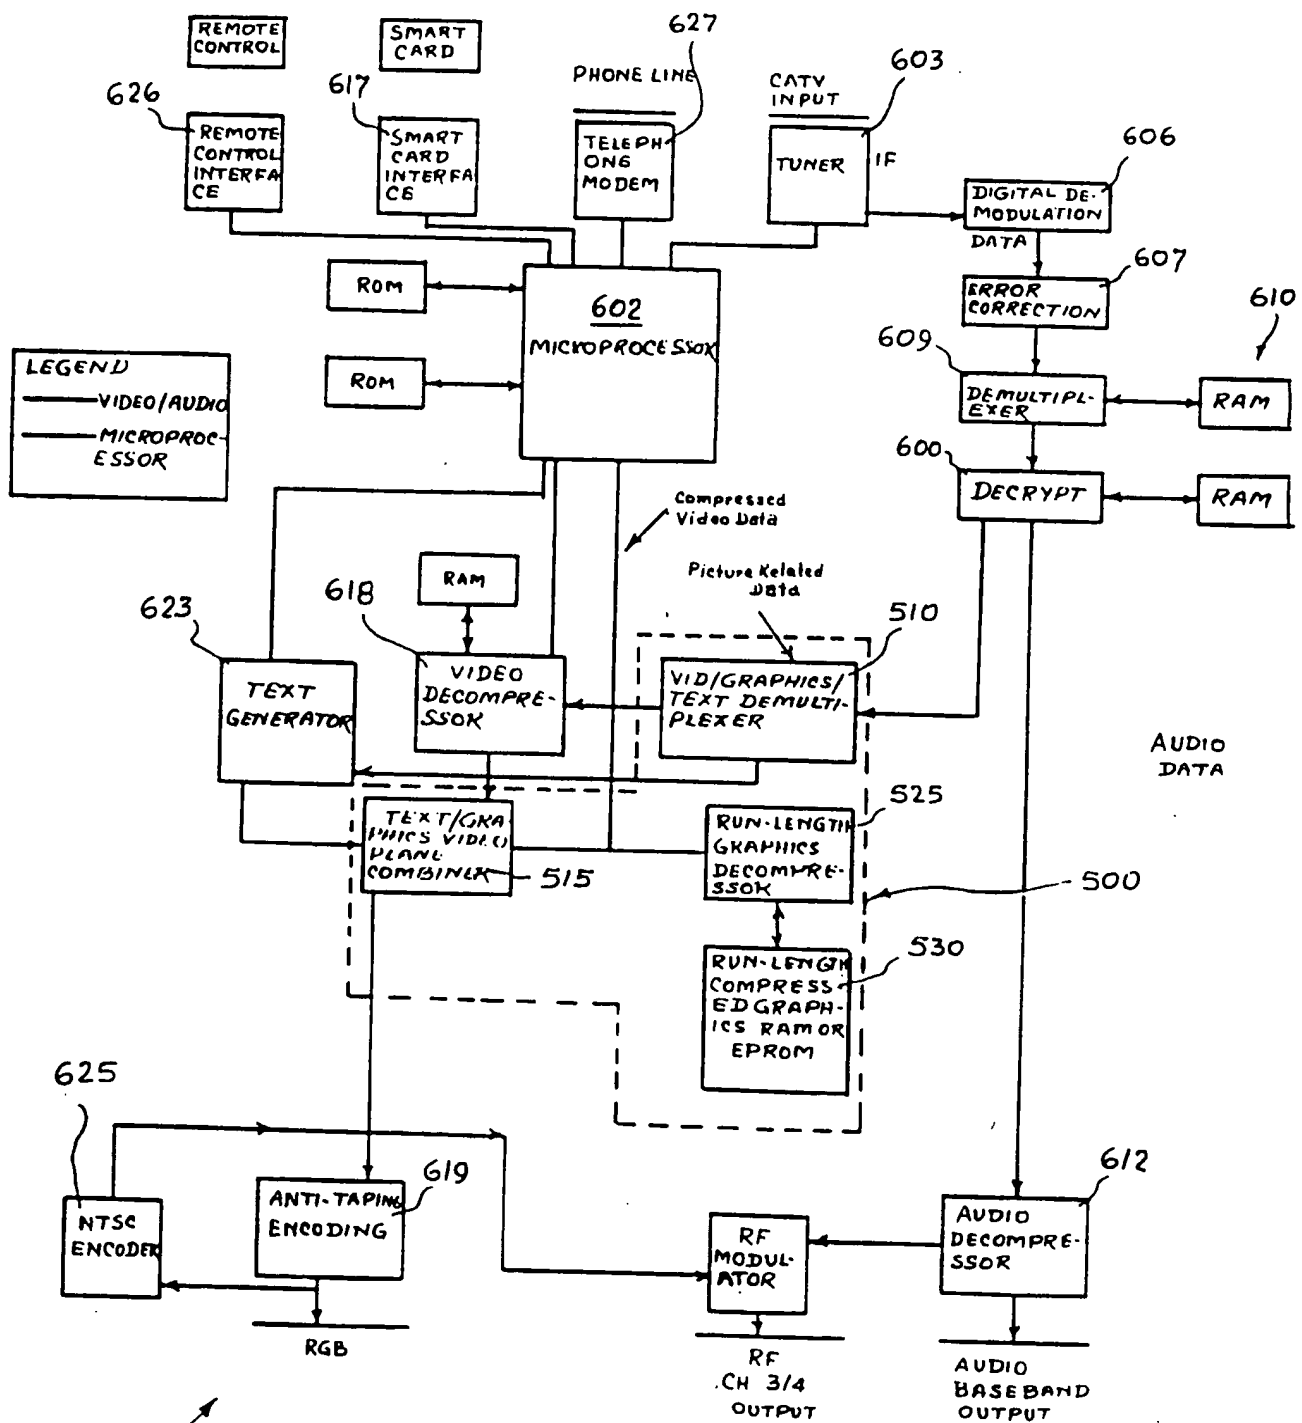 REMOTE
CONTROL
SMART
CARD
627
603
PHONE LINE
CATV
INPUT
626
617
REMOTE
CONTROL
INTERFA
CE
SMART
CARD
INTERFA
CE
TELEPH
ONE
MODEM
TUNER
IF
606
DIGITAL DE-
MODULATION
DATA
607
ERROR
CORRECTION
610
ROM
602
MICROPROCESSOR
609
DEMULTIPL-
EXER
RAM
ROM
LEGEND
VIDEO/AUDIO
MICROPROC-
ESSOR
600
DECRYPT
RAM
Compressed
Video Data
RAM
Picture Related
Data
618
623
510
VIDEO
DECOMPRE-
SSOR
VID/GRAPHICS/
TEXT DEMULTI-
PLEXER
TEXT
GENERATOR
AUDIO
DATA
525
TEXT/GRA-
PHICS VIDEO
PLANE
COMBINER
515
RUN-LENGTH
GRAPHICS
DECOMPRE-
SSOR
500
530
RUN-LENGTH
COMPRESS
ED GRAPH-
ICS RAM OR
EPROM
625
619
612
NTSC
ENCODER
ANTI-TAPING
ENCODING
RF
MODUL-
ATOR
AUDIO
DECOMPRE-
SSOR
RGB
RF
CH 3/4
OUTPUT
AUDIO
BASEBAND
OUTPUT